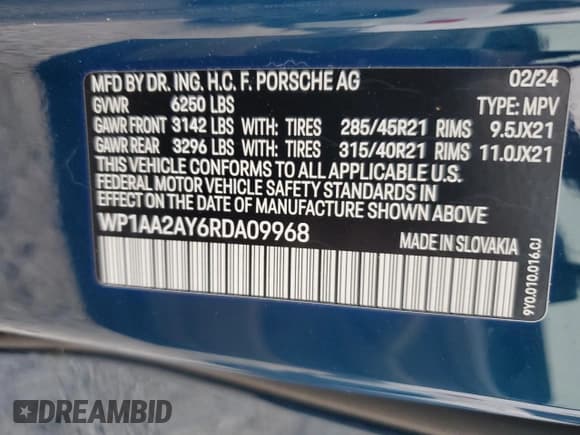 MFD BY DR. ING. H.C. F. PORSCHE AG 02/24
GVWR 6250 LBS TYPE: MPV
GAWR FRONT 3142 LBS WITH: TIRES 285/45R21 RIMS 9.5JX21
GAWR REAR 3296 LBS WITH: TIRES 315/40R21 RIMS 11.0JX21
THIS VEHICLE CONFORMS TO ALL APPLICABLE U.S.
FEDERAL MOTOR VEHICLE SAFETY STANDARDS IN
EFFECT ON THE DATE OF MANUFACTURE SHOWN ABOVE.
WP1AA2AY6RDA09968 MADE IN SLOVAKIA
9Y0.010.016.CJ
DREAMBID